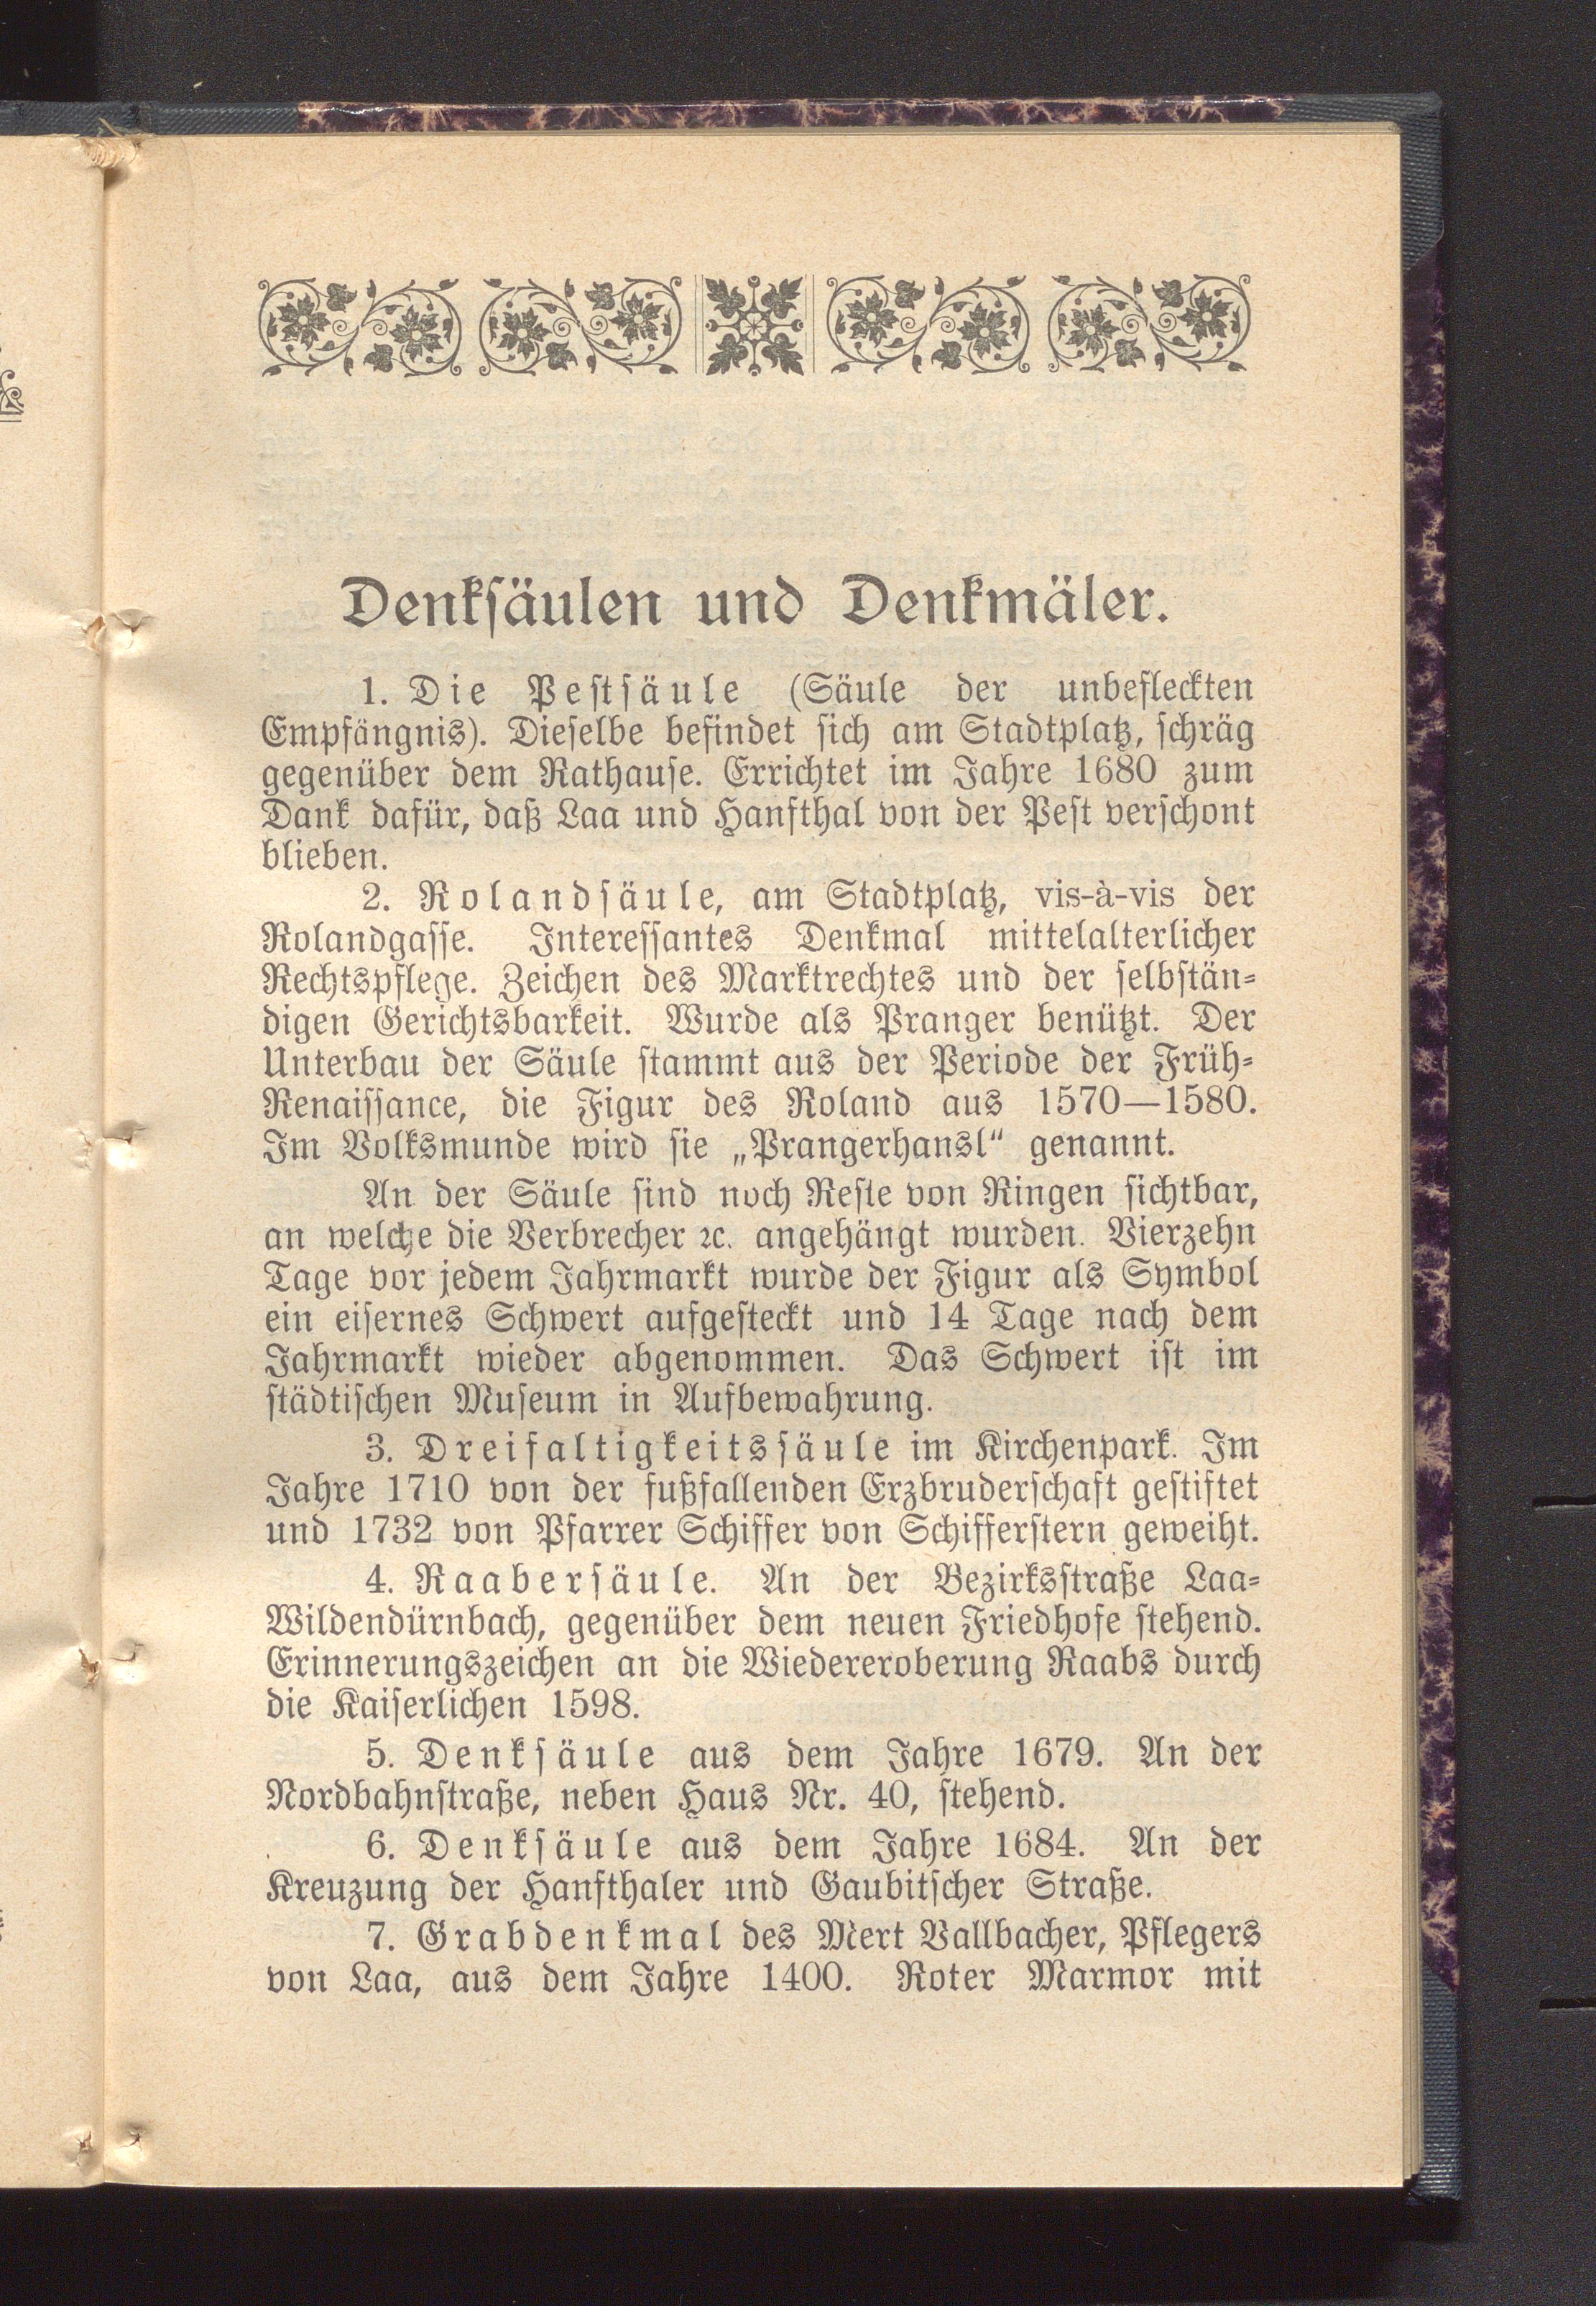 Denksäulen und Denkmäler.
1. Die Pestsäule (Säule der unbefleckten
Empfängnis). Dieselbe befindet sich am Stadtplatz, schräg
gegenüber dem Rathause. Errichtet im Jahre 1680 zum
Dank dafür, daß Laa und Hanfthal von der Pest verschont
blieben.
2. Rolandsäule, am Stadtplatz, vis-à-vis der
Rolandgasse. Interessantes Denkmal mittelalterlicher
Rechtspflege. Zeichen des Marktrechtes und der selbstän-
digen Gerichtsbarkeit. Wurde als Pranger benützt. Der
Unterbau der Säule stammt aus der Periode der Früh-
Renaissance, die Figur des Roland aus 1570—1580.
Im Volksmunde wird sie „Prangerhansl“ genannt.
An der Säule sind noch Reste von Ringen sichtbar,
an welche die Verbrecher ꝛc. angehängt wurden. Vierzehn
Tage vor jedem Jahrmarkt wurde der Figur als Symbol
ein eisernes Schwert aufgesteckt und 14 Tage nach dem
Jahrmarkt wieder abgenommen. Das Schwert ist im
städtischen Museum in Aufbewahrung.
3. Dreifaltigkeitssäule im Kirchenpark. Im
Jahre 1710 von der fußfallenden Erzbruderschaft gestiftet
und 1732 von Pfarrer Schiffer von Schifferstern geweiht.
4. Raabersäule. An der Bezirksstraße Laa-
Wildendürnbach, gegenüber dem neuen Friedhofe stehend.
Erinnerungszeichen an die Wiedereroberung Raabs durch
die Kaiserlichen 1598.
5. Denksäule aus dem Jahre 1679. An der
Nordbahnstraße, neben Haus Nr. 40, stehend.
6. Denksäule aus dem Jahre 1684. An der
Kreuzung der Hanfthaler und Gaubitscher Straße.
7. Grabdenkmal des Mert Vallbacher, Pflegers
von Laa, aus dem Jahre 1400. Roter Marmor mit